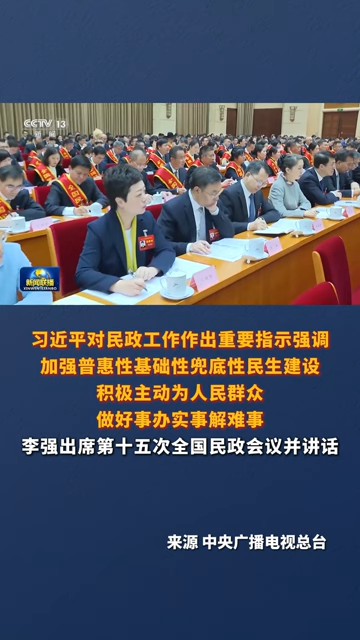 CCTV 13
新闻联播
习近平对民政工作作出重要指示强调
加强普惠性基础性兜底性民生建设
积极主动为人民群众
做好事办实事解难事
李强出席第十五次全国民政会议并讲话
来源 中央广播电视总台